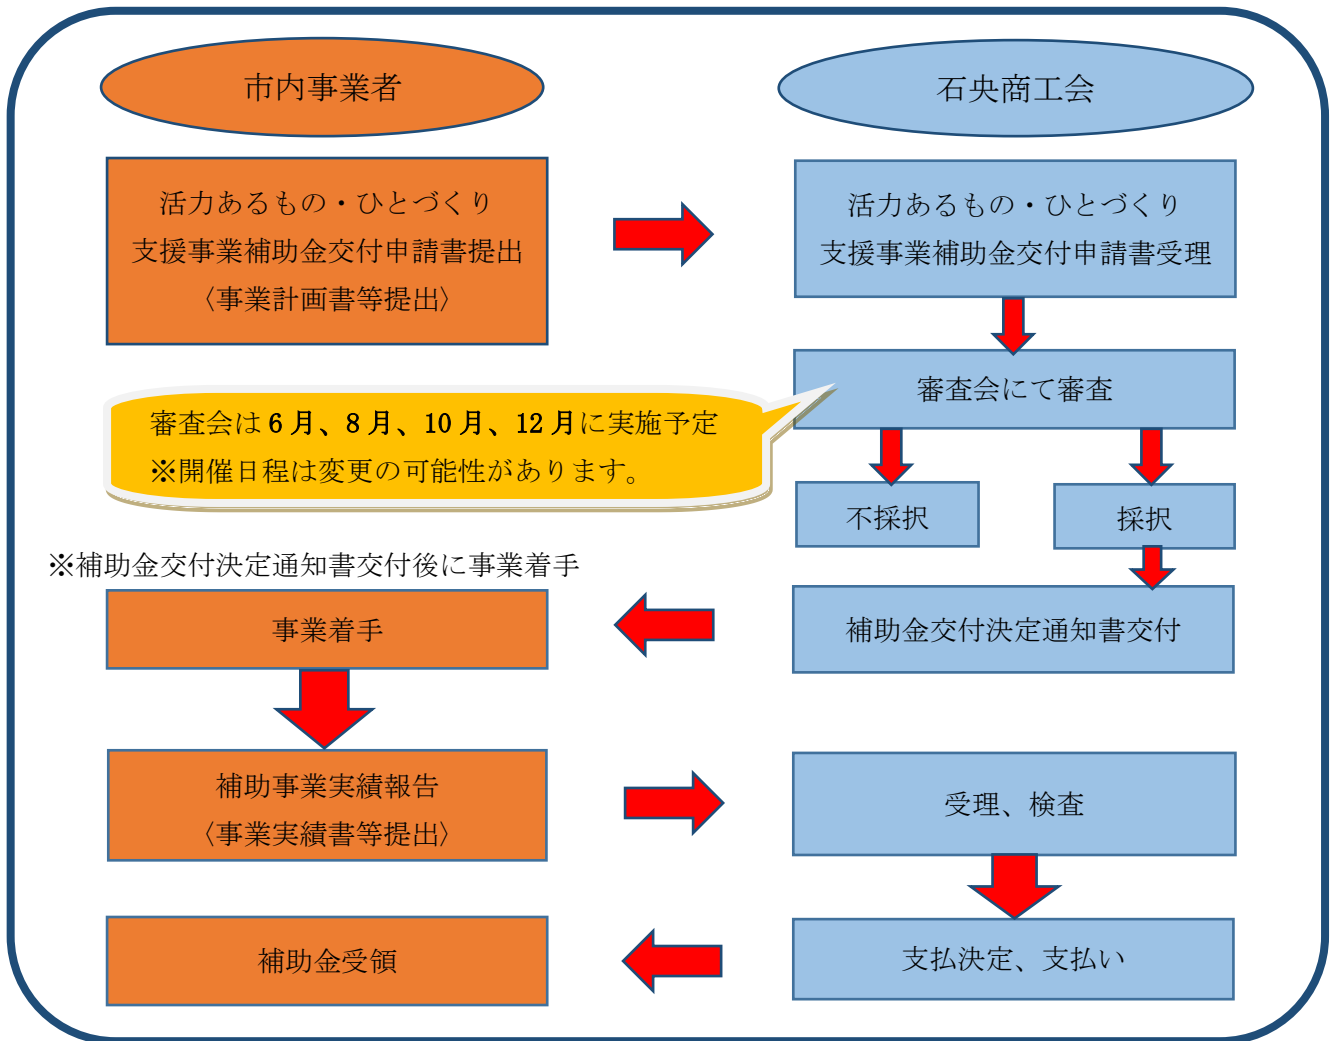 市内事業者
石央商工会
活力あるもの・ひとづくり
支援事業補助金交付申請書提出
〈事業計画書等提出〉
活力あるもの・ひとづくり
支援事業補助金交付申請書受理
審査会にて審査
審査会は6月、8月、10月、12月に実施予定
※開催日程は変更の可能性があります。
不採択
採択
※補助金交付決定通知書交付後に事業着手
事業着手
補助金交付決定通知書交付
補助事業実績報告
〈事業実績書等提出〉
受理、検査
補助金受領
支払決定、支払い